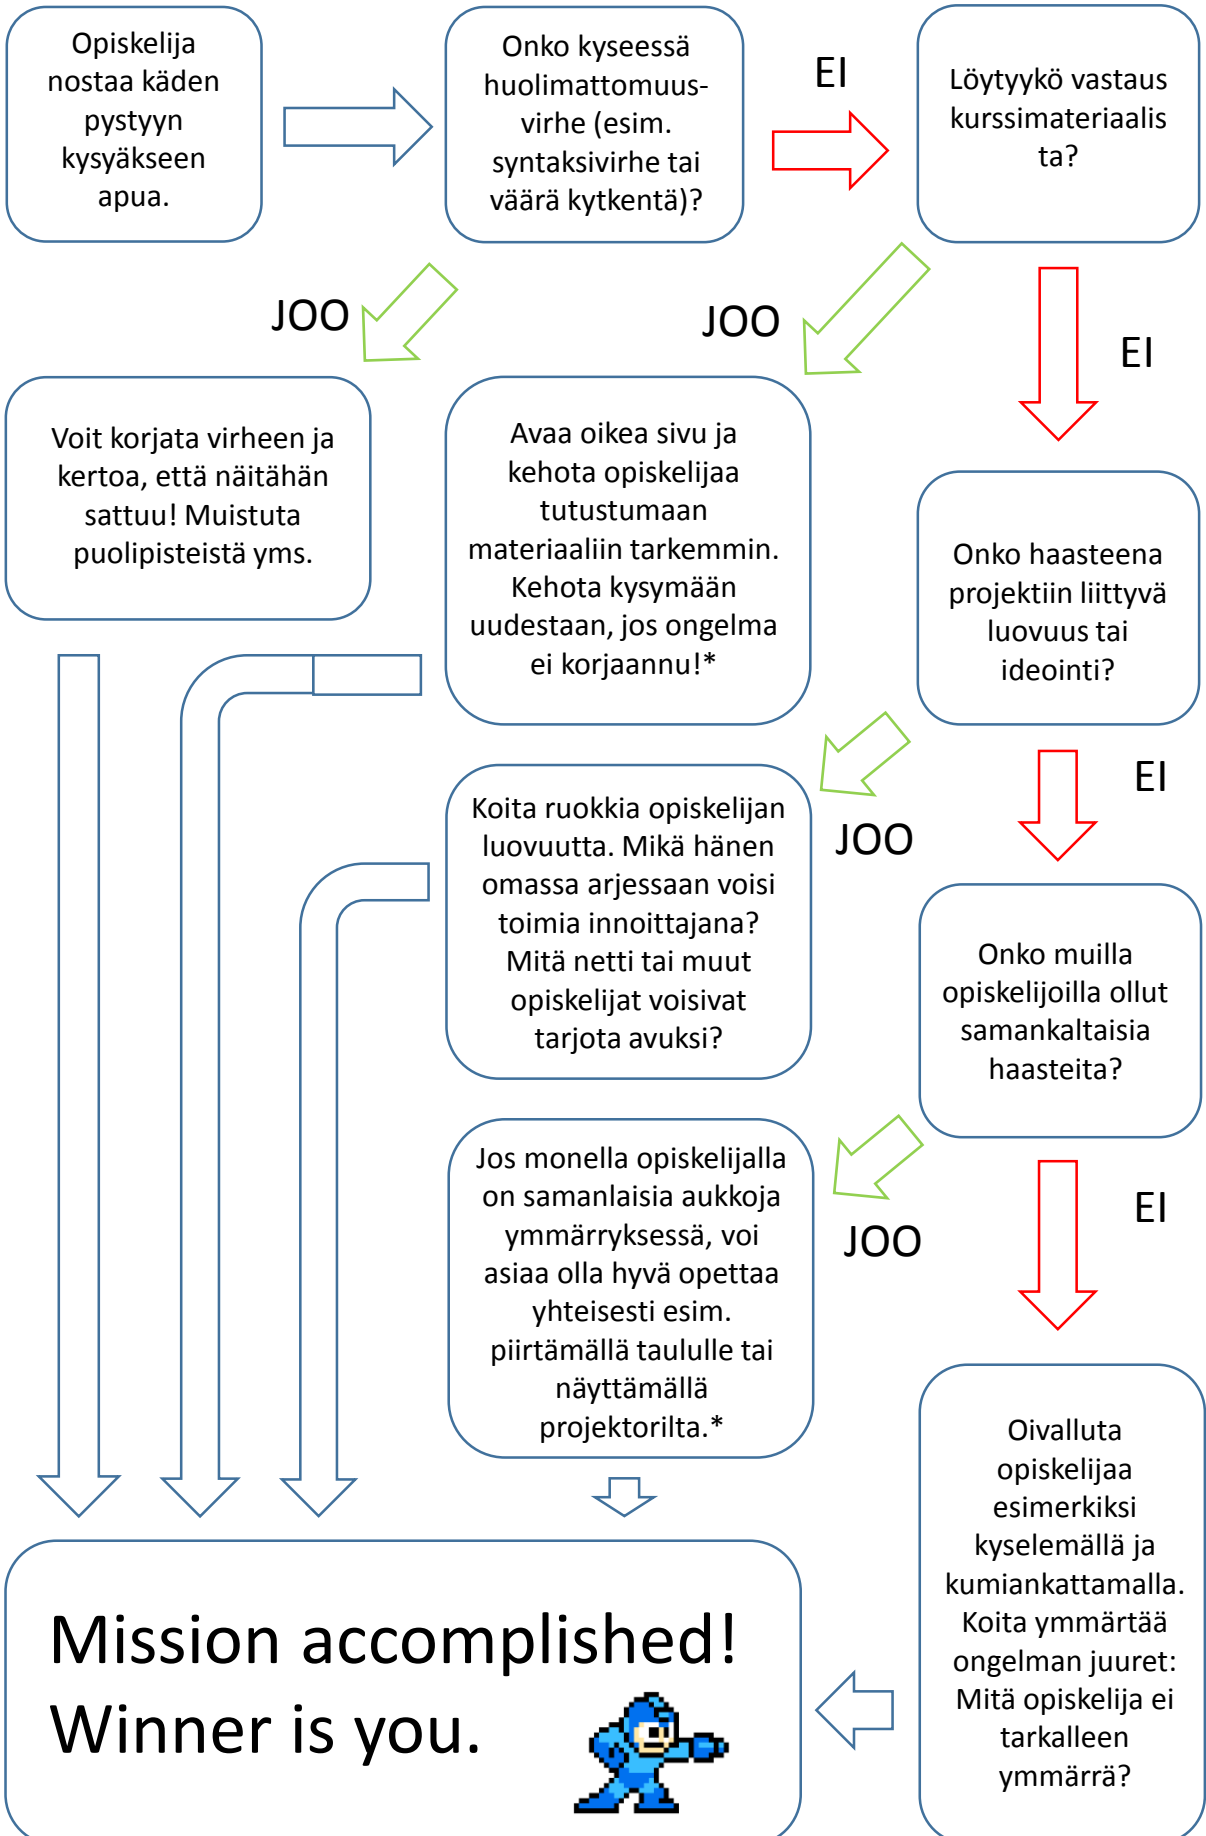 Opiskelija
nostaa käden
pystyyn
kysyäkseen
apua.
Onko kyseessä
huolimattomuus-
virhe (esim.
syntaksivirhe tai
väärä kytkentä)?
EI
Löytyykö vastaus
kurssimateriaalis
ta?
JOO
JOO
EI
Voit korjata virheen ja
kertoa, että näitähän
sattuu! Muistuta
puolipisteistä yms.
Avaa oikea sivu ja
kehota opiskelijaa
tutustumaan
materiaaliin tarkemmin.
Kehota kysymään
uudestaan, jos ongelma
ei korjaannu!*
Onko haasteena
projektiin liittyvä
luovuus tai
ideointi?
EI
JOO
Koita ruokkia opiskelijan
luovuutta. Mikä hänen
omassa arjessaan voisi
toimia innoittajana?
Mitä netti tai muut
opiskelijat voisivat
tarjota avuksi?
Onko muilla
opiskelijoilla ollut
samankaltaisia
haasteita?
EI
JOO
Jos monella opiskelijalla
on samanlaisia aukkoja
ymmärryksessä, voi
asiaa olla hyvä opettaa
yhteisesti esim.
piirtämällä taululle tai
näyttämällä
projektorilta.*
Oivalluta
opiskelijaa
esimerkiksi
kyselemällä ja
kumiankattamalla.
Koita ymmärtää
ongelman juuret:
Mitä opiskelija ei
tarkalleen
ymmärrä?
Mission accomplished!
Winner is you.